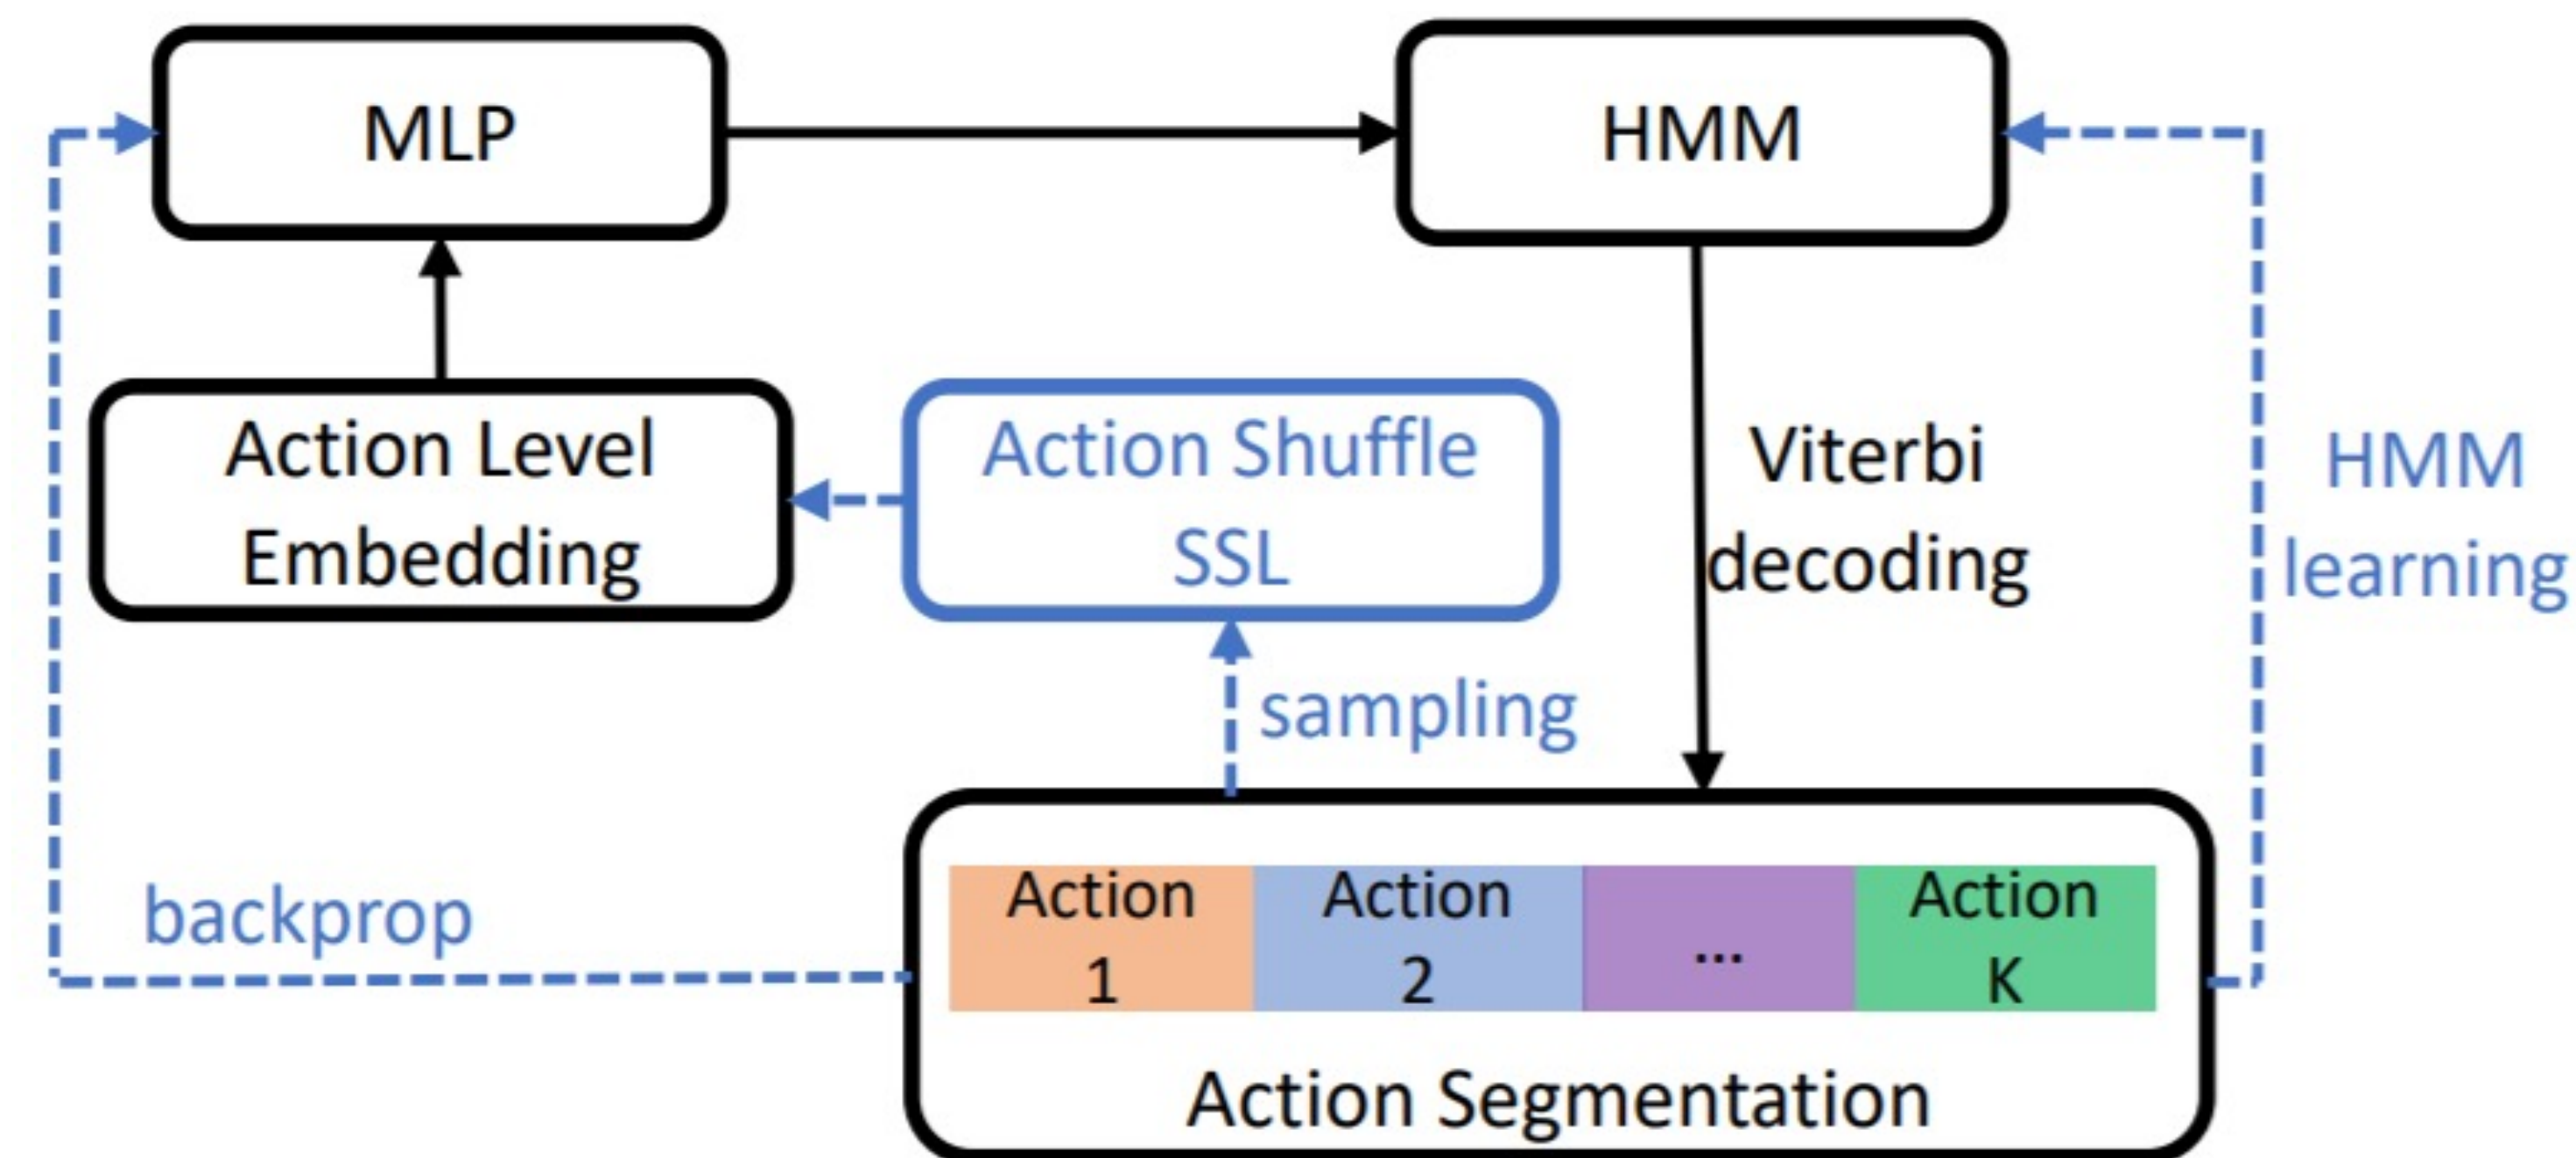 MLP
HMM
Action Level
Embedding
Action Shuffle
SSL
Viterbi
decoding
HMM
learning
sampling
backprop
Action
1
Action
2
...
Action
K
Action Segmentation